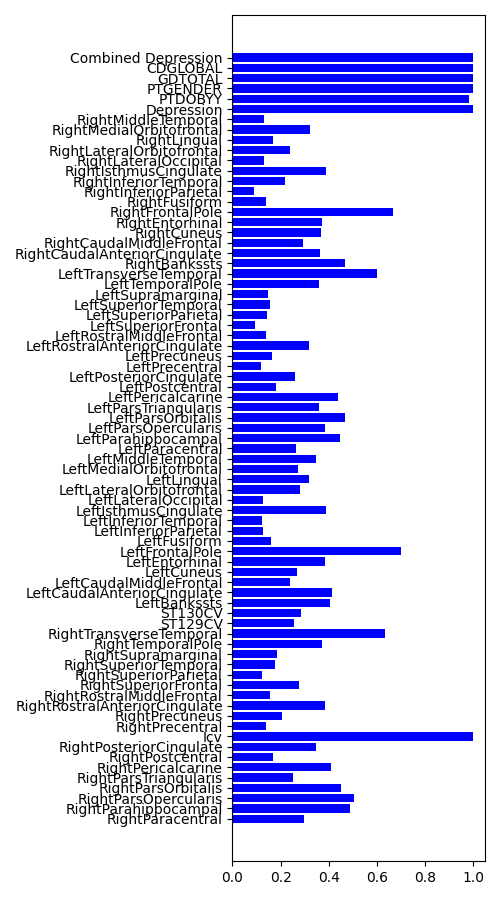 Combined Depression
CDGLOBAL
GDTOTAL
PTGENDER
PTDOBYY
Depression
RightMiddleTemporal
RightMedialOrbitofrontal
RightLingual
RightLateralOrbitofrontal
RightLateralOccipital
RightIsthmusCingulate
RightInferiorTemporal
RightInferiorParietal
RightFusiform
RightFrontalPole
RightEntorhinal
RightCuneus
RightCaudalMiddleFrontal
RightCaudalAnteriorCingulate
RightBankssts
LeftTransverseTemporal
LeftTemporalPole
LeftSupramarginal
LeftSuperiorTemporal
LeftSuperiorParietal
LeftSuperiorFrontal
LeftRostralMiddleFrontal
LeftRostralAnteriorCingulate
LeftPrecuneus
LeftPrecentral
LeftPosteriorCingulate
LeftPostcentral
LeftPericalcarine
LeftParsTriangularis
LeftParsOrbitalis
LeftParsOpercularis
LeftParahippocampal
LeftParacentral
LeftMiddleTemporal
LeftMedialOrbitofrontal
LeftLingual
LeftLateralOrbitofrontal
LeftLateralOccipital
LeftIsthmusCingulate
LeftInferiorTemporal
LeftInferiorParietal
LeftFusiform
LeftFrontalPole
LeftEntorhinal
LeftCuneus
LeftCaudalMiddleFrontal
LeftCaudalAnteriorCingulate
LeftBankssts
ST130CV
ST129CV
RightTransverseTemporal
RightTemporalPole
RightSupramarginal
RightSuperiorTemporal
RightSuperiorParietal
RightSuperiorFrontal
RightRostralMiddleFrontal
RightRostralAnteriorCingulate
RightPrecuneus
RightPrecentral
Icv
RightPosteriorCingulate
RightPostcentral
RightPericalcarine
RightParsTriangularis
RightParsOrbitalis
RightParsOpercularis
RightParahippocampal
RightParacentral
0.0 0.2 0.4 0.6 0.8 1.0